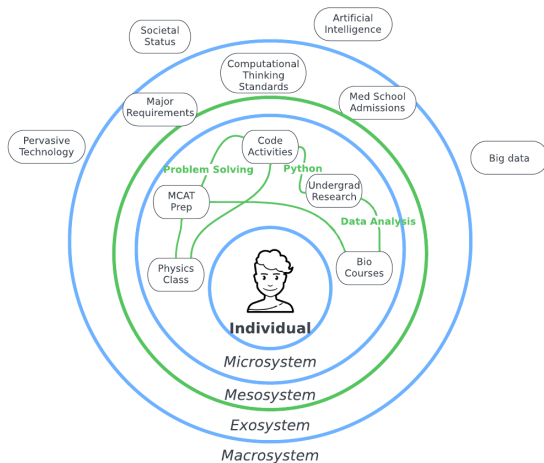 Societal
Status
Artificial
Intelligence
Computational
Thinking
Standards
Major
Requirements
Med School
Admissions
Pervasive
Technology
Big data
Code
Activities
Problem Solving
Python
MCAT
Prep
Undergrad
Research
Data Analysis
Physics
Class
Bio
Courses
Individual
Microsystem
Mesosystem
Exosystem
Macrosystem